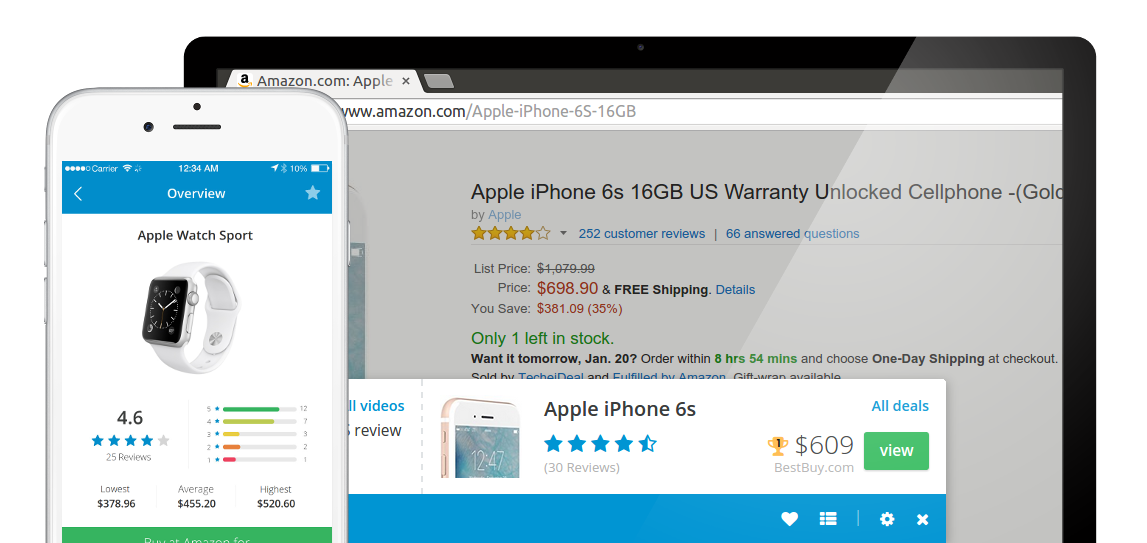 Amazon.com: Apple
www.amazon.com/Apple-iPhone-6S-16GB
Carrier 12:34 AM 10%
Overview
Apple Watch Sport
4.6
25 Reviews
5 12
4 7
3 3
2 2
1 1
Lowest Average Highest
$378.96 $455.20 $520.60
Buy at Amazon for
Apple iPhone 6s 16GB US Warranty Unlocked Cellphone -(Gold
by Apple
252 customer reviews | 66 answered questions
List Price: $1,079.99
Price: $698.90 & FREE Shipping. Details
You Save: $381.09 (35%)
Only 1 left in stock.
Want it tomorrow, Jan. 20? Order within 8 hrs 54 mins and choose One-Day Shipping at checkout.
Sold by TecheiDeal and Fulfilled by Amazon. Gift-wrap available.
ll videos
review
12:47
Apple iPhone 6s
(30 Reviews)
All deals
1 $609
BestBuy.com
view